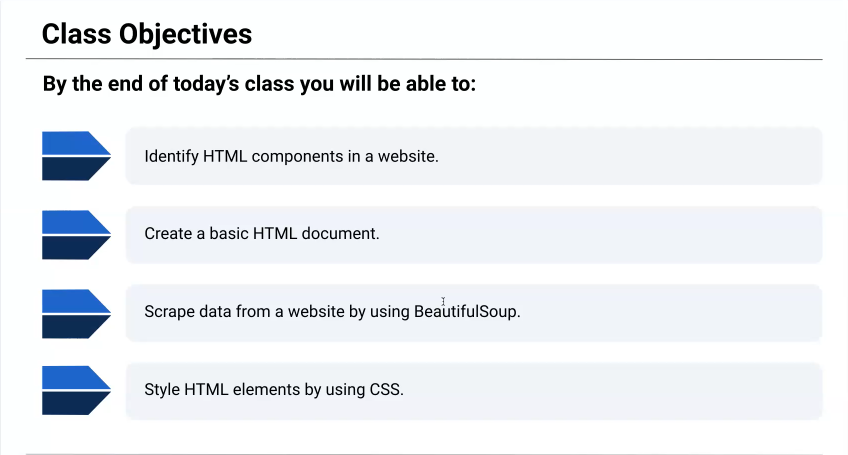 Class Objectives
By the end of today’s class you will be able to:
Identify HTML components in a website.
Create a basic HTML document.
Scrape data from a website by using BeautifulSoup.
Style HTML elements by using CSS.